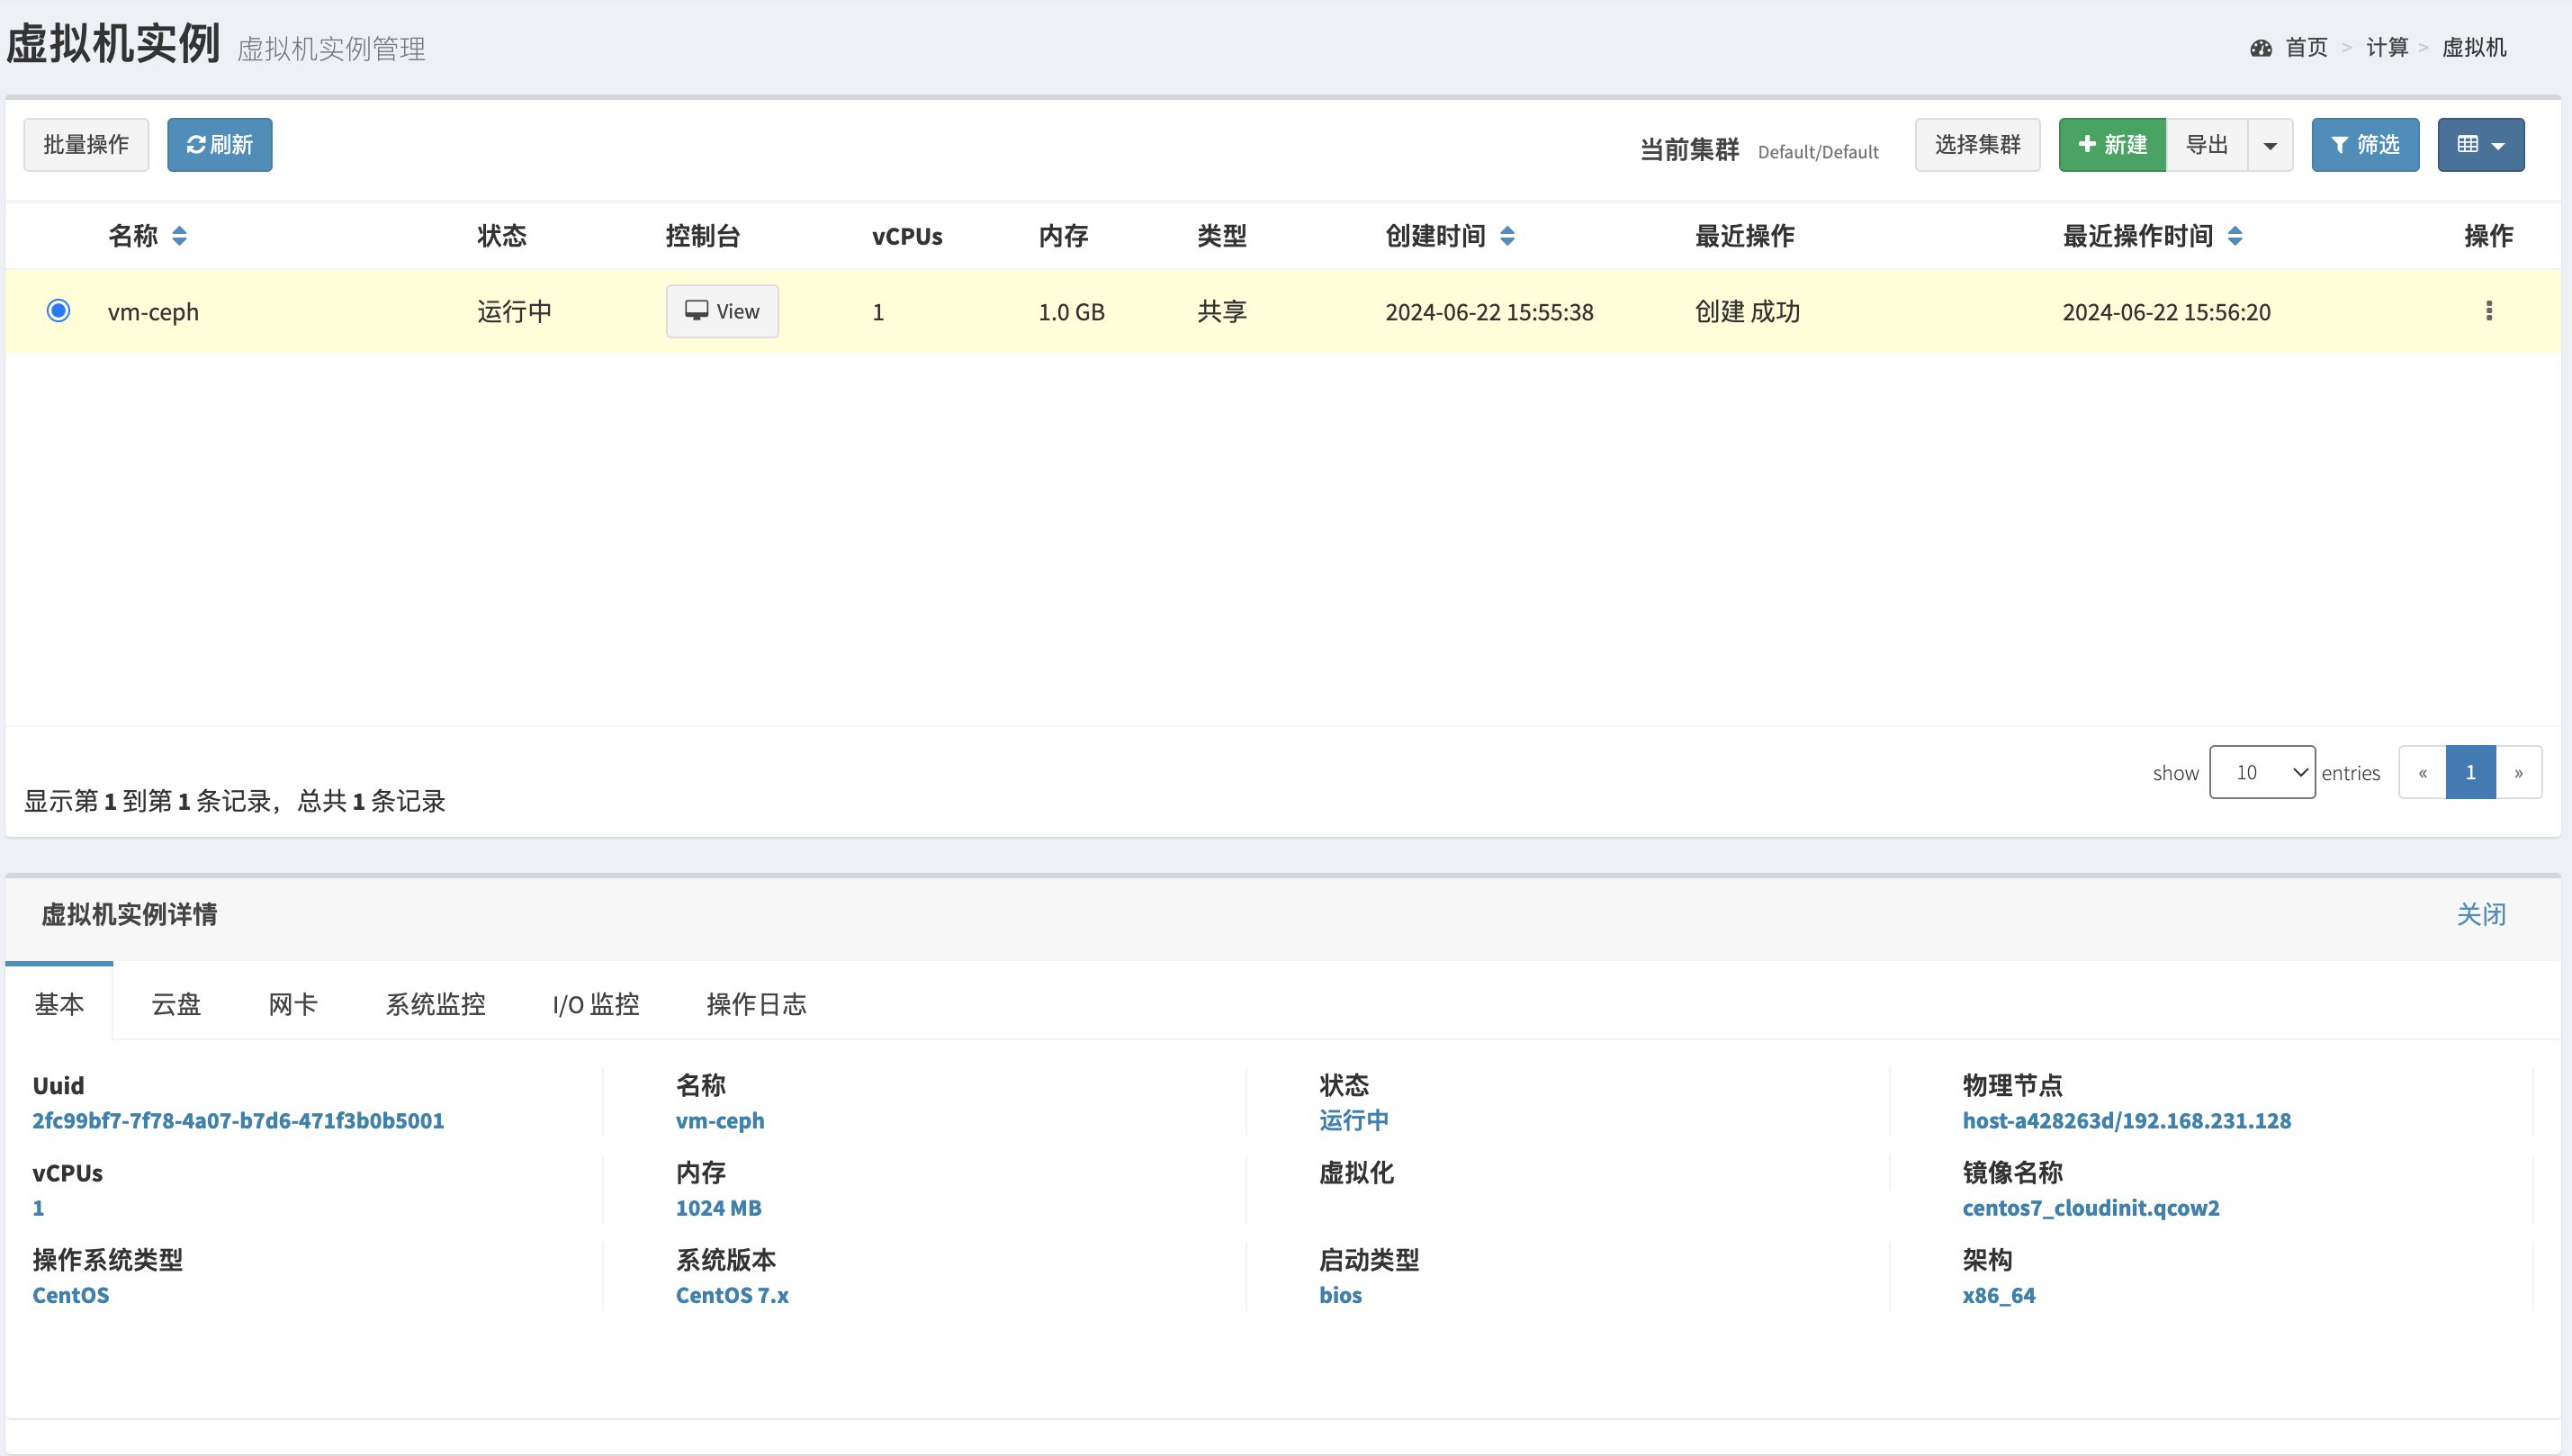 虚拟机实例 虚拟机实例管理
首页 > 计算 > 虚拟机
批量操作 刷新 当前集群 Default/Default 选择集群 新建 导出 筛选
名称 状态 控制台 vCPUs 内存 类型 创建时间 最近操作 最近操作时间 操作
vm-ceph 运行中 View 1 1.0 GB 共享 2024-06-22 15:55:38 创建 成功 2024-06-22 15:56:20
show 10 entries « 1 »
显示第 1 到第 1 条记录，总共 1 条记录
虚拟机实例详情 关闭
基本 云盘 网卡 系统监控 I/O 监控 操作日志
Uuid 名称 状态 物理节点
2fc99bf7-7f78-4a07-b7d6-471f3b0b5001 vm-ceph 运行中 host-a428263d/192.168.231.128
vCPUs 内存 虚拟化 镜像名称
1 1024 MB centos7_cloudinit.qcow2
操作系统类型 系统版本 启动类型 架构
CentOS CentOS 7.x bios x86_64